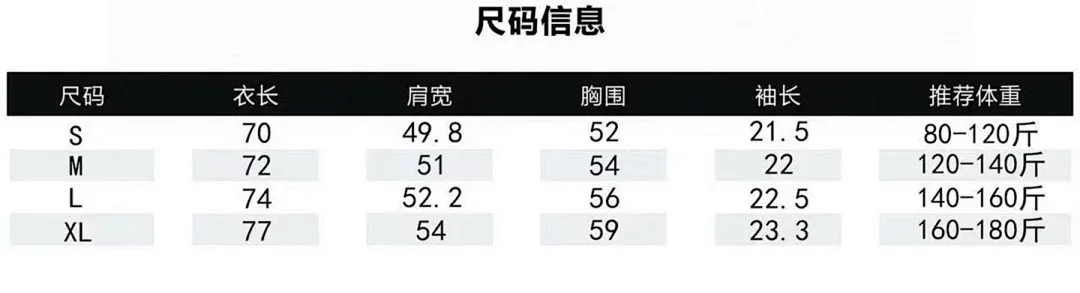 尺码信息
尺码 衣长 肩宽 胸围 袖长 推荐体重
S 70 49.8 52 21.5 80-120斤
M 72 51 54 22 120-140斤
L 74 52.2 56 22.5 140-160斤
XL 77 54 59 23.3 160-180斤